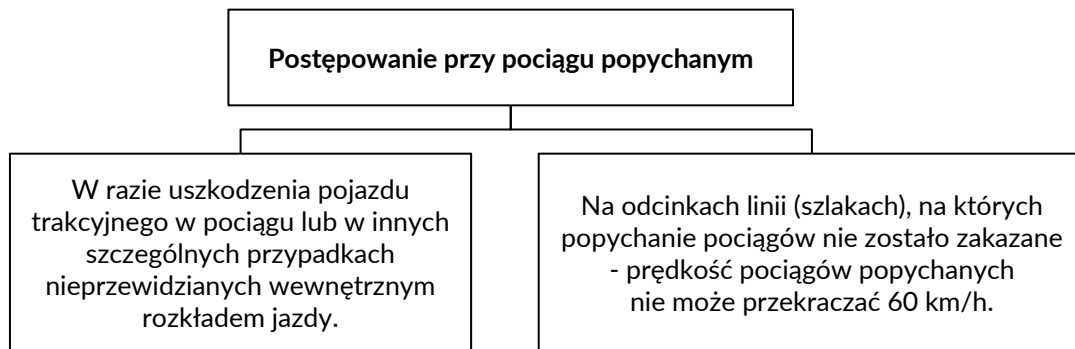 Postępowanie przy pociągu popychanym
W razie uszkodzenia pojazdu
trakcyjnego w pociągu lub w innych
szczególnych przypadkach
nieprzewidzianych wewnętrznym
rozkładem jazdy.
Na odcinkach linii (szlakach), na których
popychanie pociągów nie zostało zakazane
- prędkość pociągów popychanych
nie może przekraczać 60 km/h.